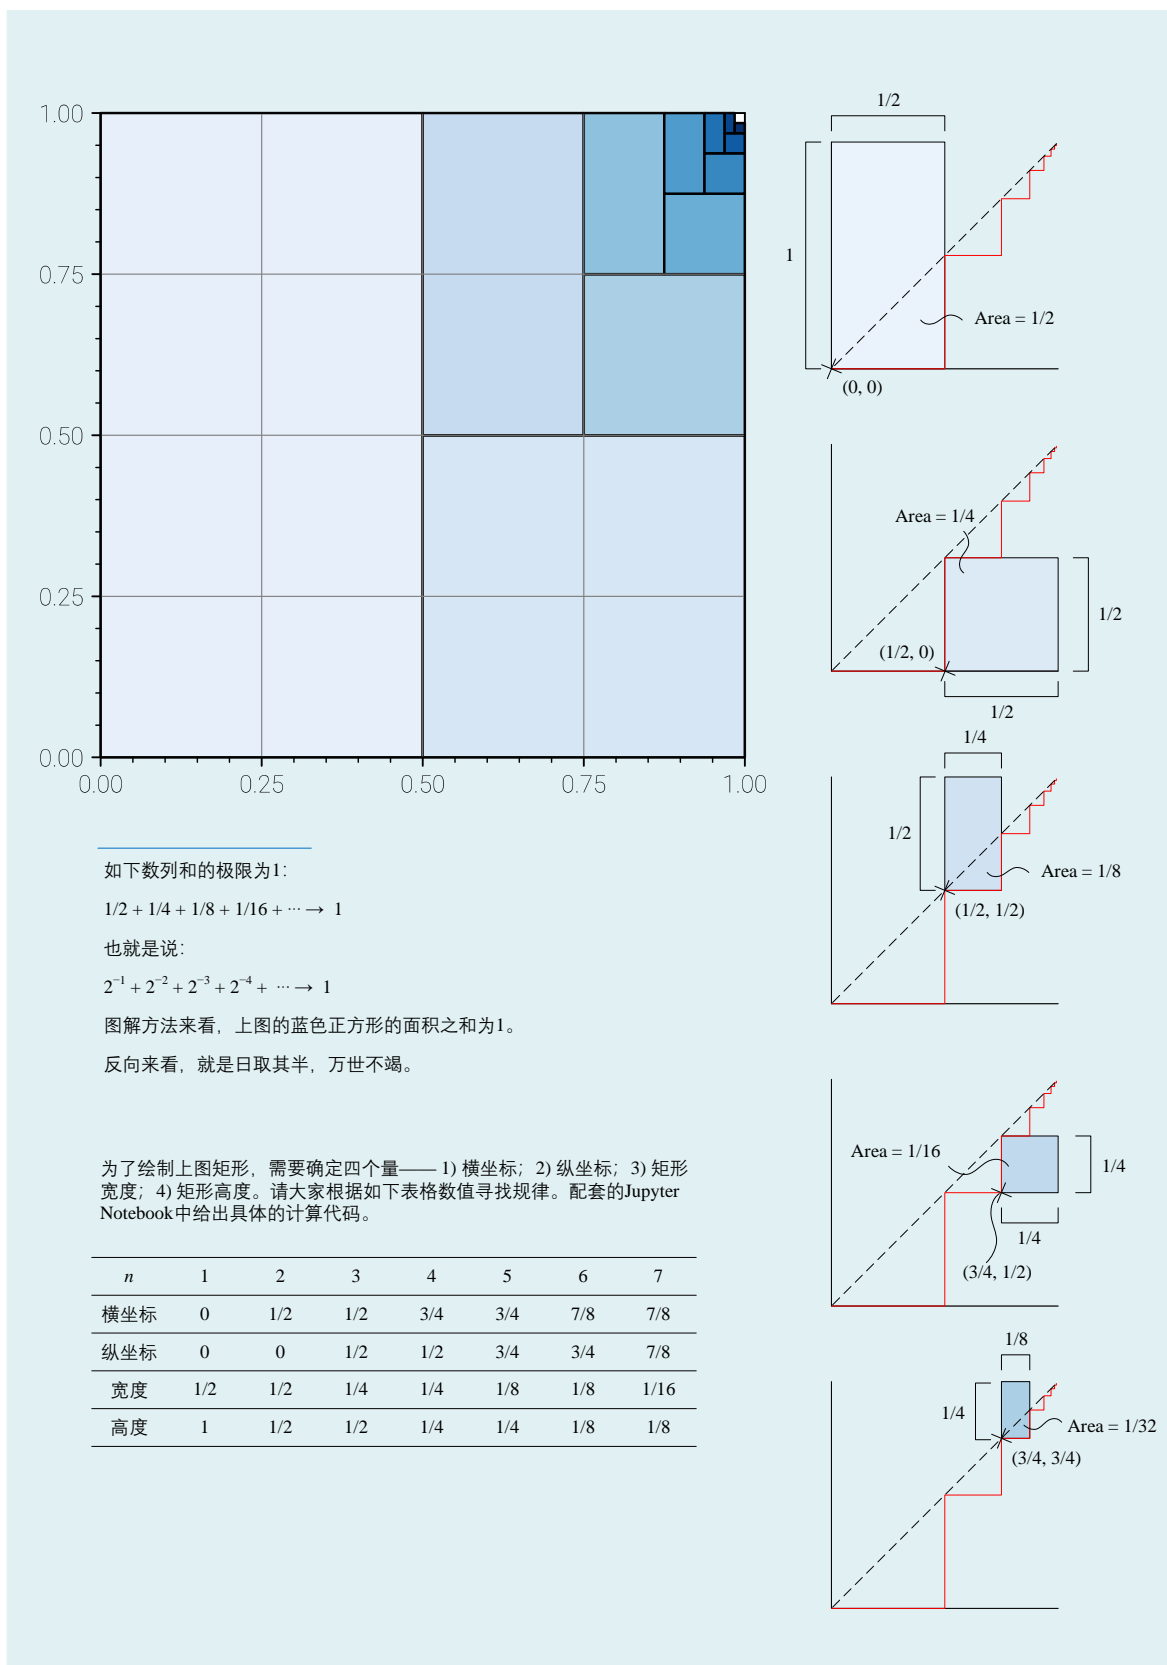 1.00
0.75
0.50
0.25
0.00
0.00 0.25 0.50 0.75 1.00
1/2
1
Area = 1/2
(0, 0)
Area = 1/4
1/2
(1/2, 0)
1/2
1/4
1/2
Area = 1/8
(1/2, 1/2)
Area = 1/16
1/4
1/4
(3/4, 1/2)
1/8
1/4
Area = 1/32
(3/4, 3/4)
如下数列和的极限为1：
1/2 + 1/4 + 1/8 + 1/16 + ··· → 1
也就是说：
2⁻¹ + 2⁻² + 2⁻³ + 2⁻⁴ + ··· → 1
图解方法来看，上图的蓝色正方形的面积之和为1。
反向来看，就是日取其半，万世不竭。
为了绘制上图矩形，需要确定四个量—— 1) 横坐标；2) 纵坐标；3) 矩形
宽度；4) 矩形高度。请大家根据如下表格数值寻找规律。配套的Jupyter
Notebook中给出具体的计算代码。
n 1 2 3 4 5 6 7
横坐标 0 1/2 1/2 3/4 3/4 7/8 7/8
纵坐标 0 0 1/2 1/2 3/4 3/4 7/8
宽度 1/2 1/2 1/4 1/4 1/8 1/8 1/16
高度 1 1/2 1/2 1/4 1/4 1/8 1/8